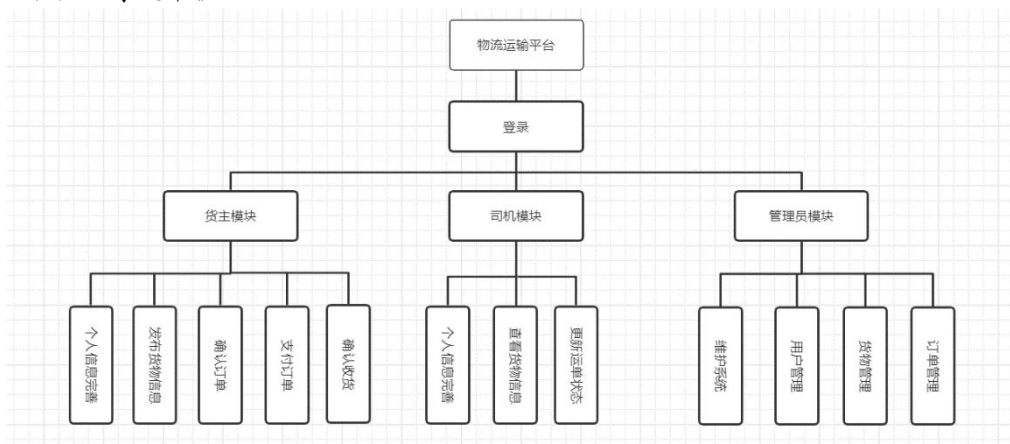 物流运输平台
登录
货主模块
司机模块
管理员模块
个人信息完善
发布货物信息
确认订单
支付订单
确认收货
个人信息完善
查看货物信息
更新运单状态
维护系统
用户管理
货物管理
订单管理